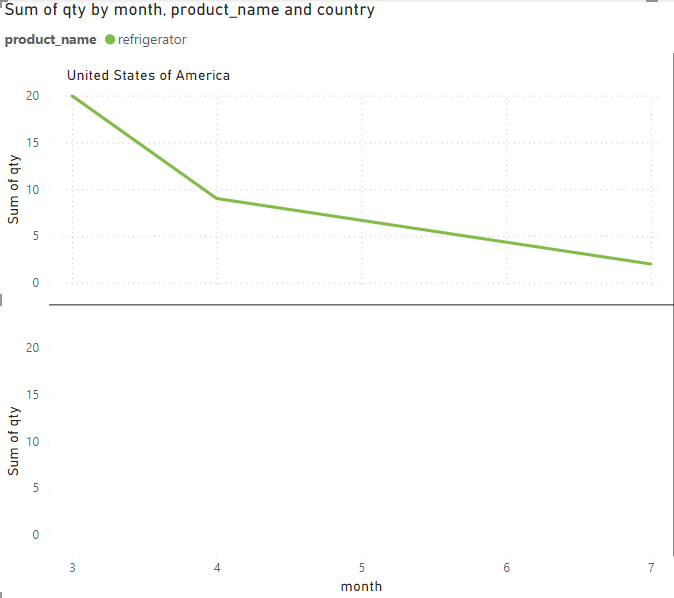 Sum of qty by month, product_name and country
product_name refrigerator
United States of America
20
15
10
5
0
Sum of qty
20
15
10
5
0
Sum of qty
3 4 5 6 7
month